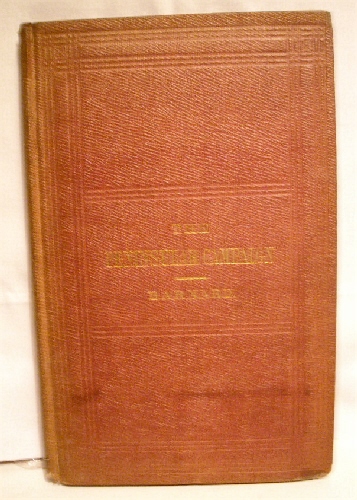 THE
PENINSULAR CAMPAIGN
BARNARD.